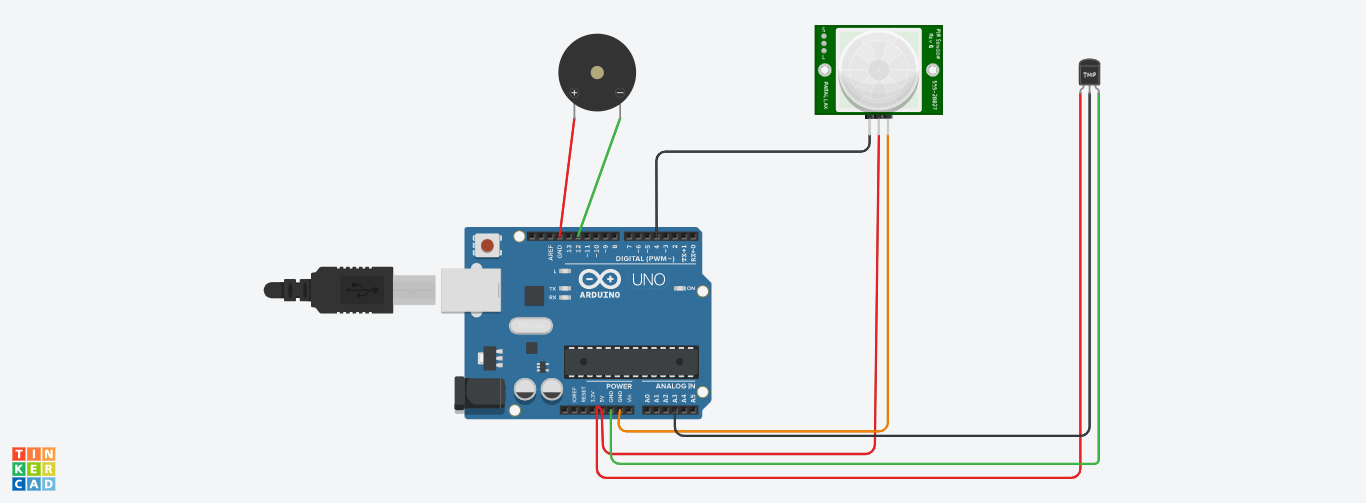 PIR Sensor
Rev B
555-28027
PARALLAX
TMP
+
−
AREF
GND
13
12
~11
~10
~9
8
7
~6
~5
4
~3
2
TX→1
RX←0
DIGITAL (PWM~)
L
TX
RX
UNO
ARDUINO
ON
POWER
ANALOG IN
IOREF
RESET
3.3V
5V
GND
GND
Vin
A0
A1
A2
A3
A4
A5
TIN
KER
CAD